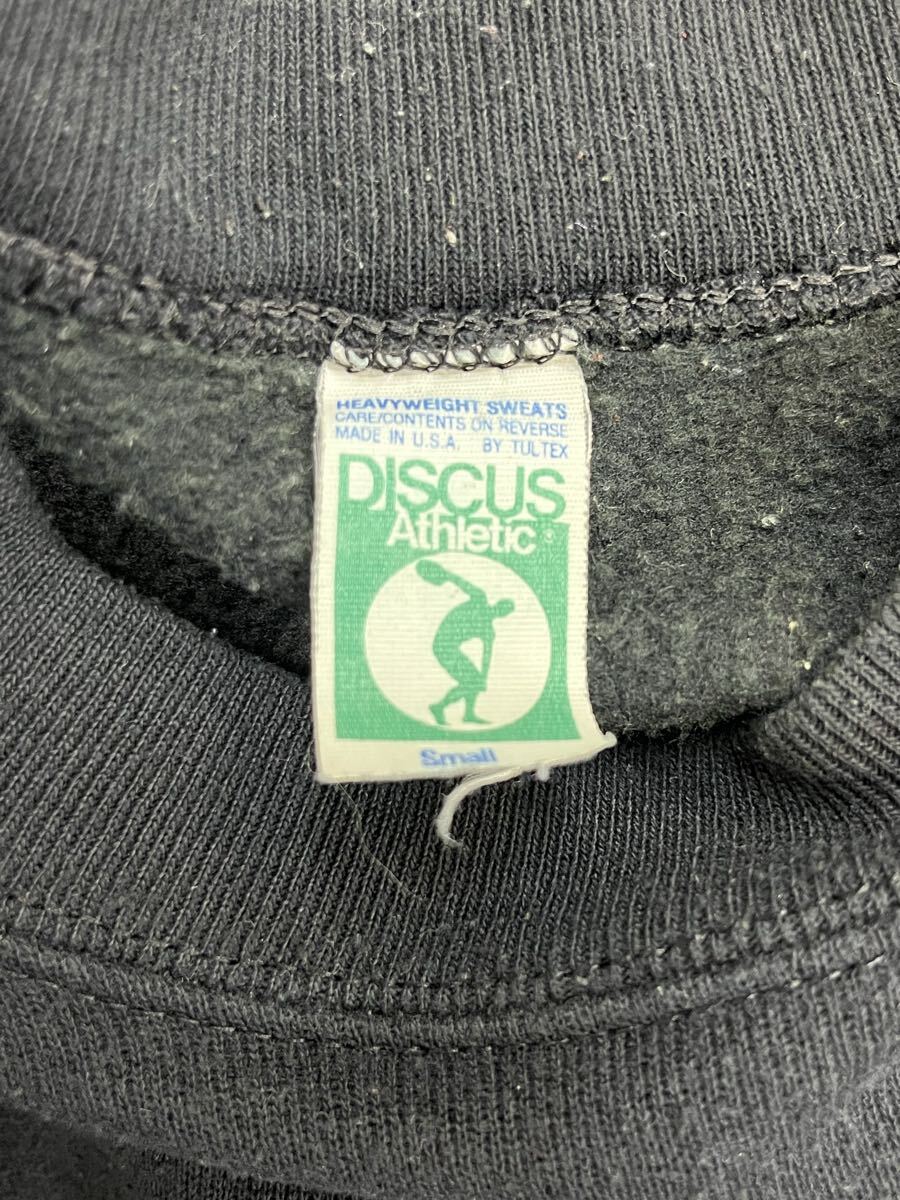 HEAVYWEIGHT SWEATS
CARE/CONTENTS ON REVERSE
MADE IN U.S.A. BY TULTEX
DISCUS
Athletic®
Small